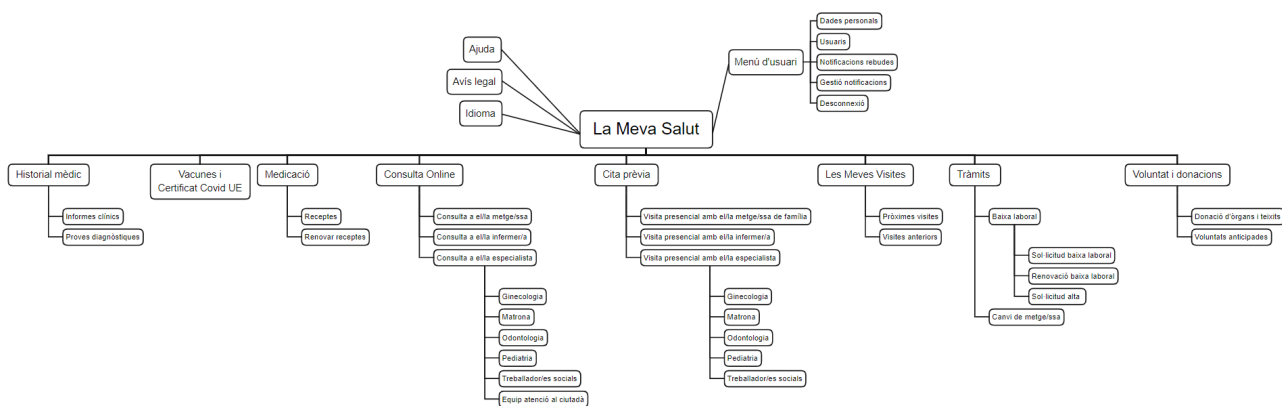 Ajuda
Avís legal
Idioma
La Meva Salut
Menú d'usuari
Dades personals
Usuaris
Notificacions rebudes
Gestió notificacions
Desconnexió
Historial mèdic
Informes clínics
Proves diagnòstiques
Vacunes i
Certificat Covid UE
Medicació
Receptes
Renovar receptes
Consulta Online
Consulta a el/la metge/ssa
Consulta a el/la infermer/a
Consulta a el/la especialista
Ginecologia
Matrona
Odontologia
Pediatria
Treballador/es socials
Equip atenció al ciutadà
Cita prèvia
Visita presencial amb el/la metge/ssa de família
Visita presencial amb el/la infermer/a
Visita presencial amb el/la especialista
Ginecologia
Matrona
Odontologia
Pediatria
Treballador/es socials
Les Meves Visites
Pròximes visites
Visites anteriors
Tràmits
Baixa laboral
Sol·licitud baixa laboral
Renovació baixa laboral
Sol·licitud alta
Canvi de metge/ssa
Voluntat i donacions
Donació d'òrgans i teixits
Voluntats anticipades